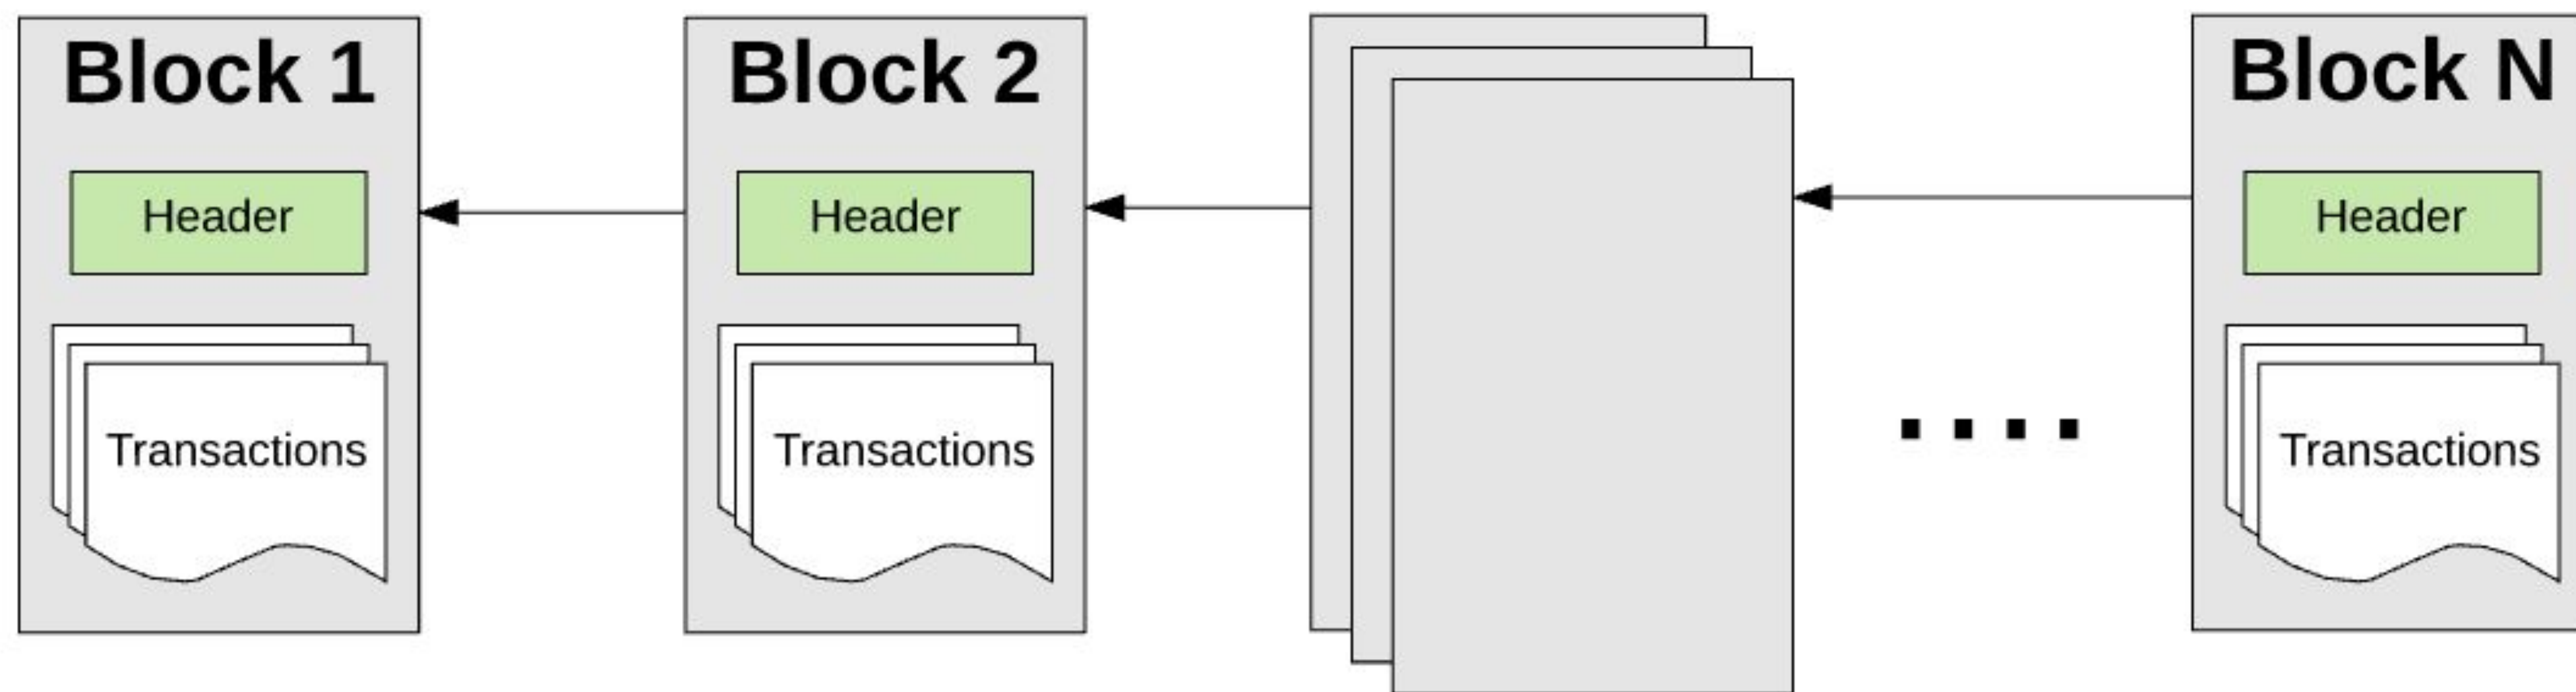 Block 1
Header
Transactions
Block 2
Header
Transactions
....
Block N
Header
Transactions